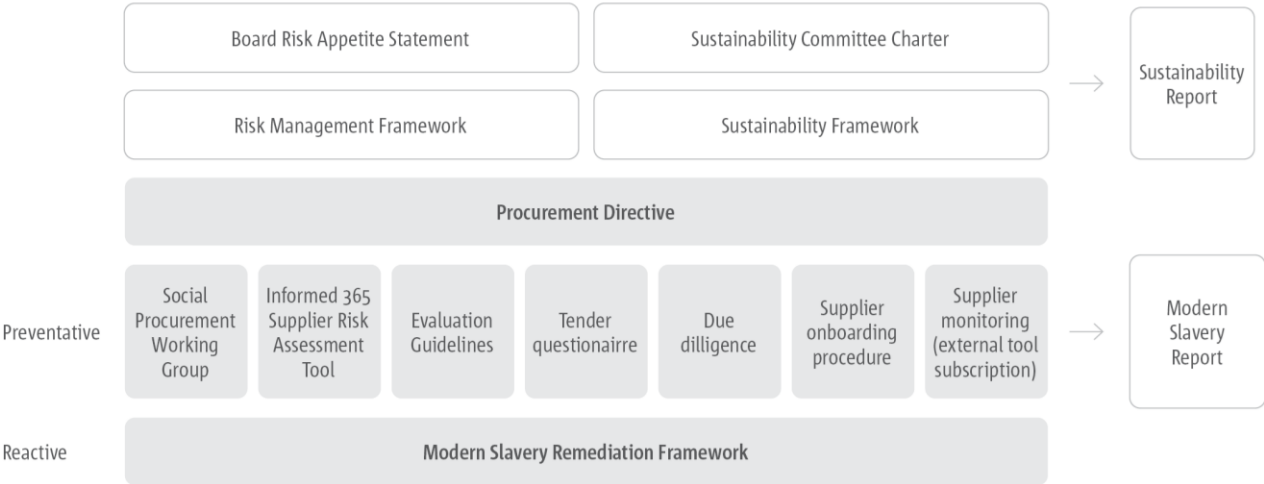 Board Risk Appetite Statement
Sustainability Committee Charter
Sustainability
Report
Risk Management Framework
Sustainability Framework
Procurement Directive
Preventative
Social
Procurement
Working
Group
Informed 365
Supplier Risk
Assessment
Tool
Evaluation
Guidelines
Tender
questionairre
Due
dilligence
Supplier
onboarding
procedure
Supplier
monitoring
(external tool
subscription)
Modern
Slavery
Report
Reactive
Modern Slavery Remediation Framework